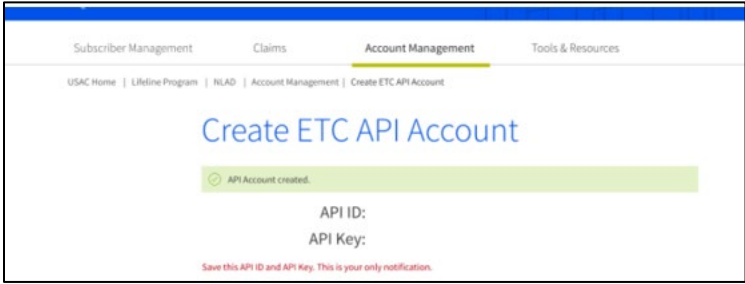 Subscriber Management Claims Account Management Tools & Resources
USAC Home | Lifeline Program | NLAD | Account Management | Create ETC API Account
Create ETC API Account
API Account created.
API ID:
API Key:
Save this API ID and API Key. This is your only notification.